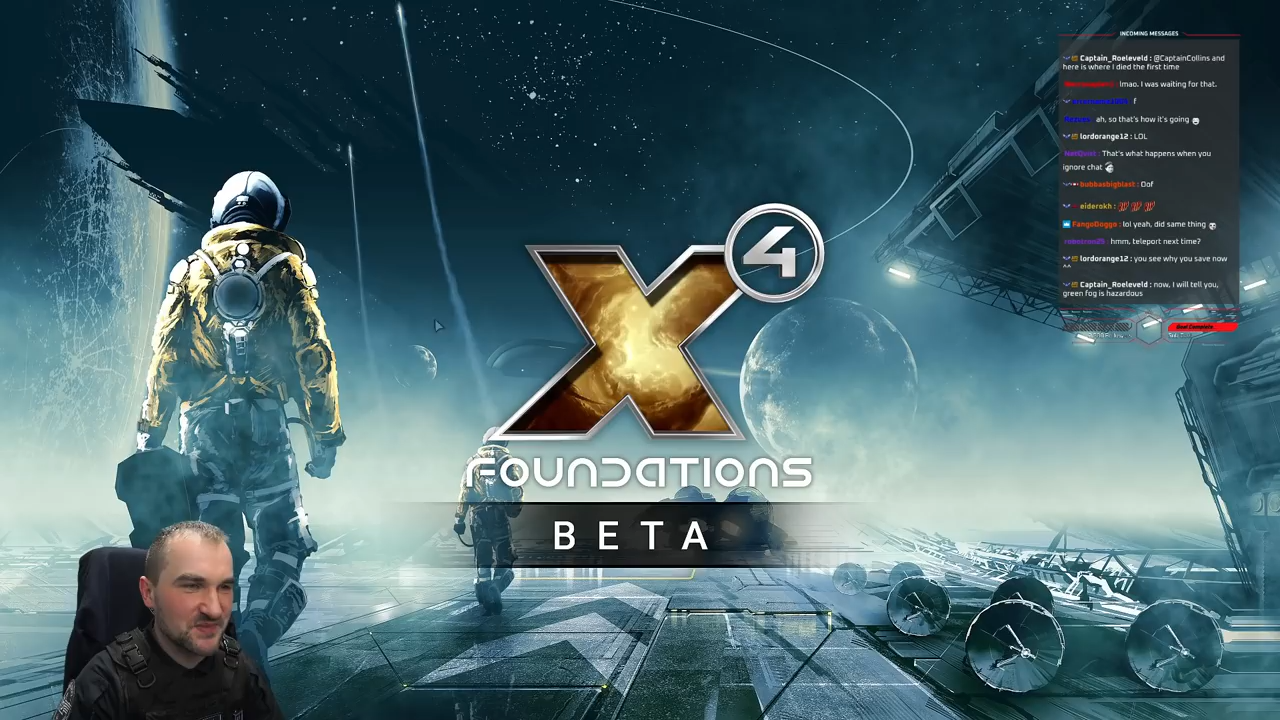 INCOMING MESSAGES
Captain_Roeleveld : @CaptainCollins and
here is where I died the first time
lmao. I was waiting for that.
f
ah, so that's how it's going
lordorange12 : LOL
That's what happens when you
ignore chat
bubbasbigblast : Oof
eiderokh :
FangoDoggo : lol yeah, did same thing
hmm, teleport next time?
lordorange12 : you see why you save now
^^
Captain_Roeleveld : now, I will tell you,
green fog is hazardous
X
4
FOUNDATIONS
BETA